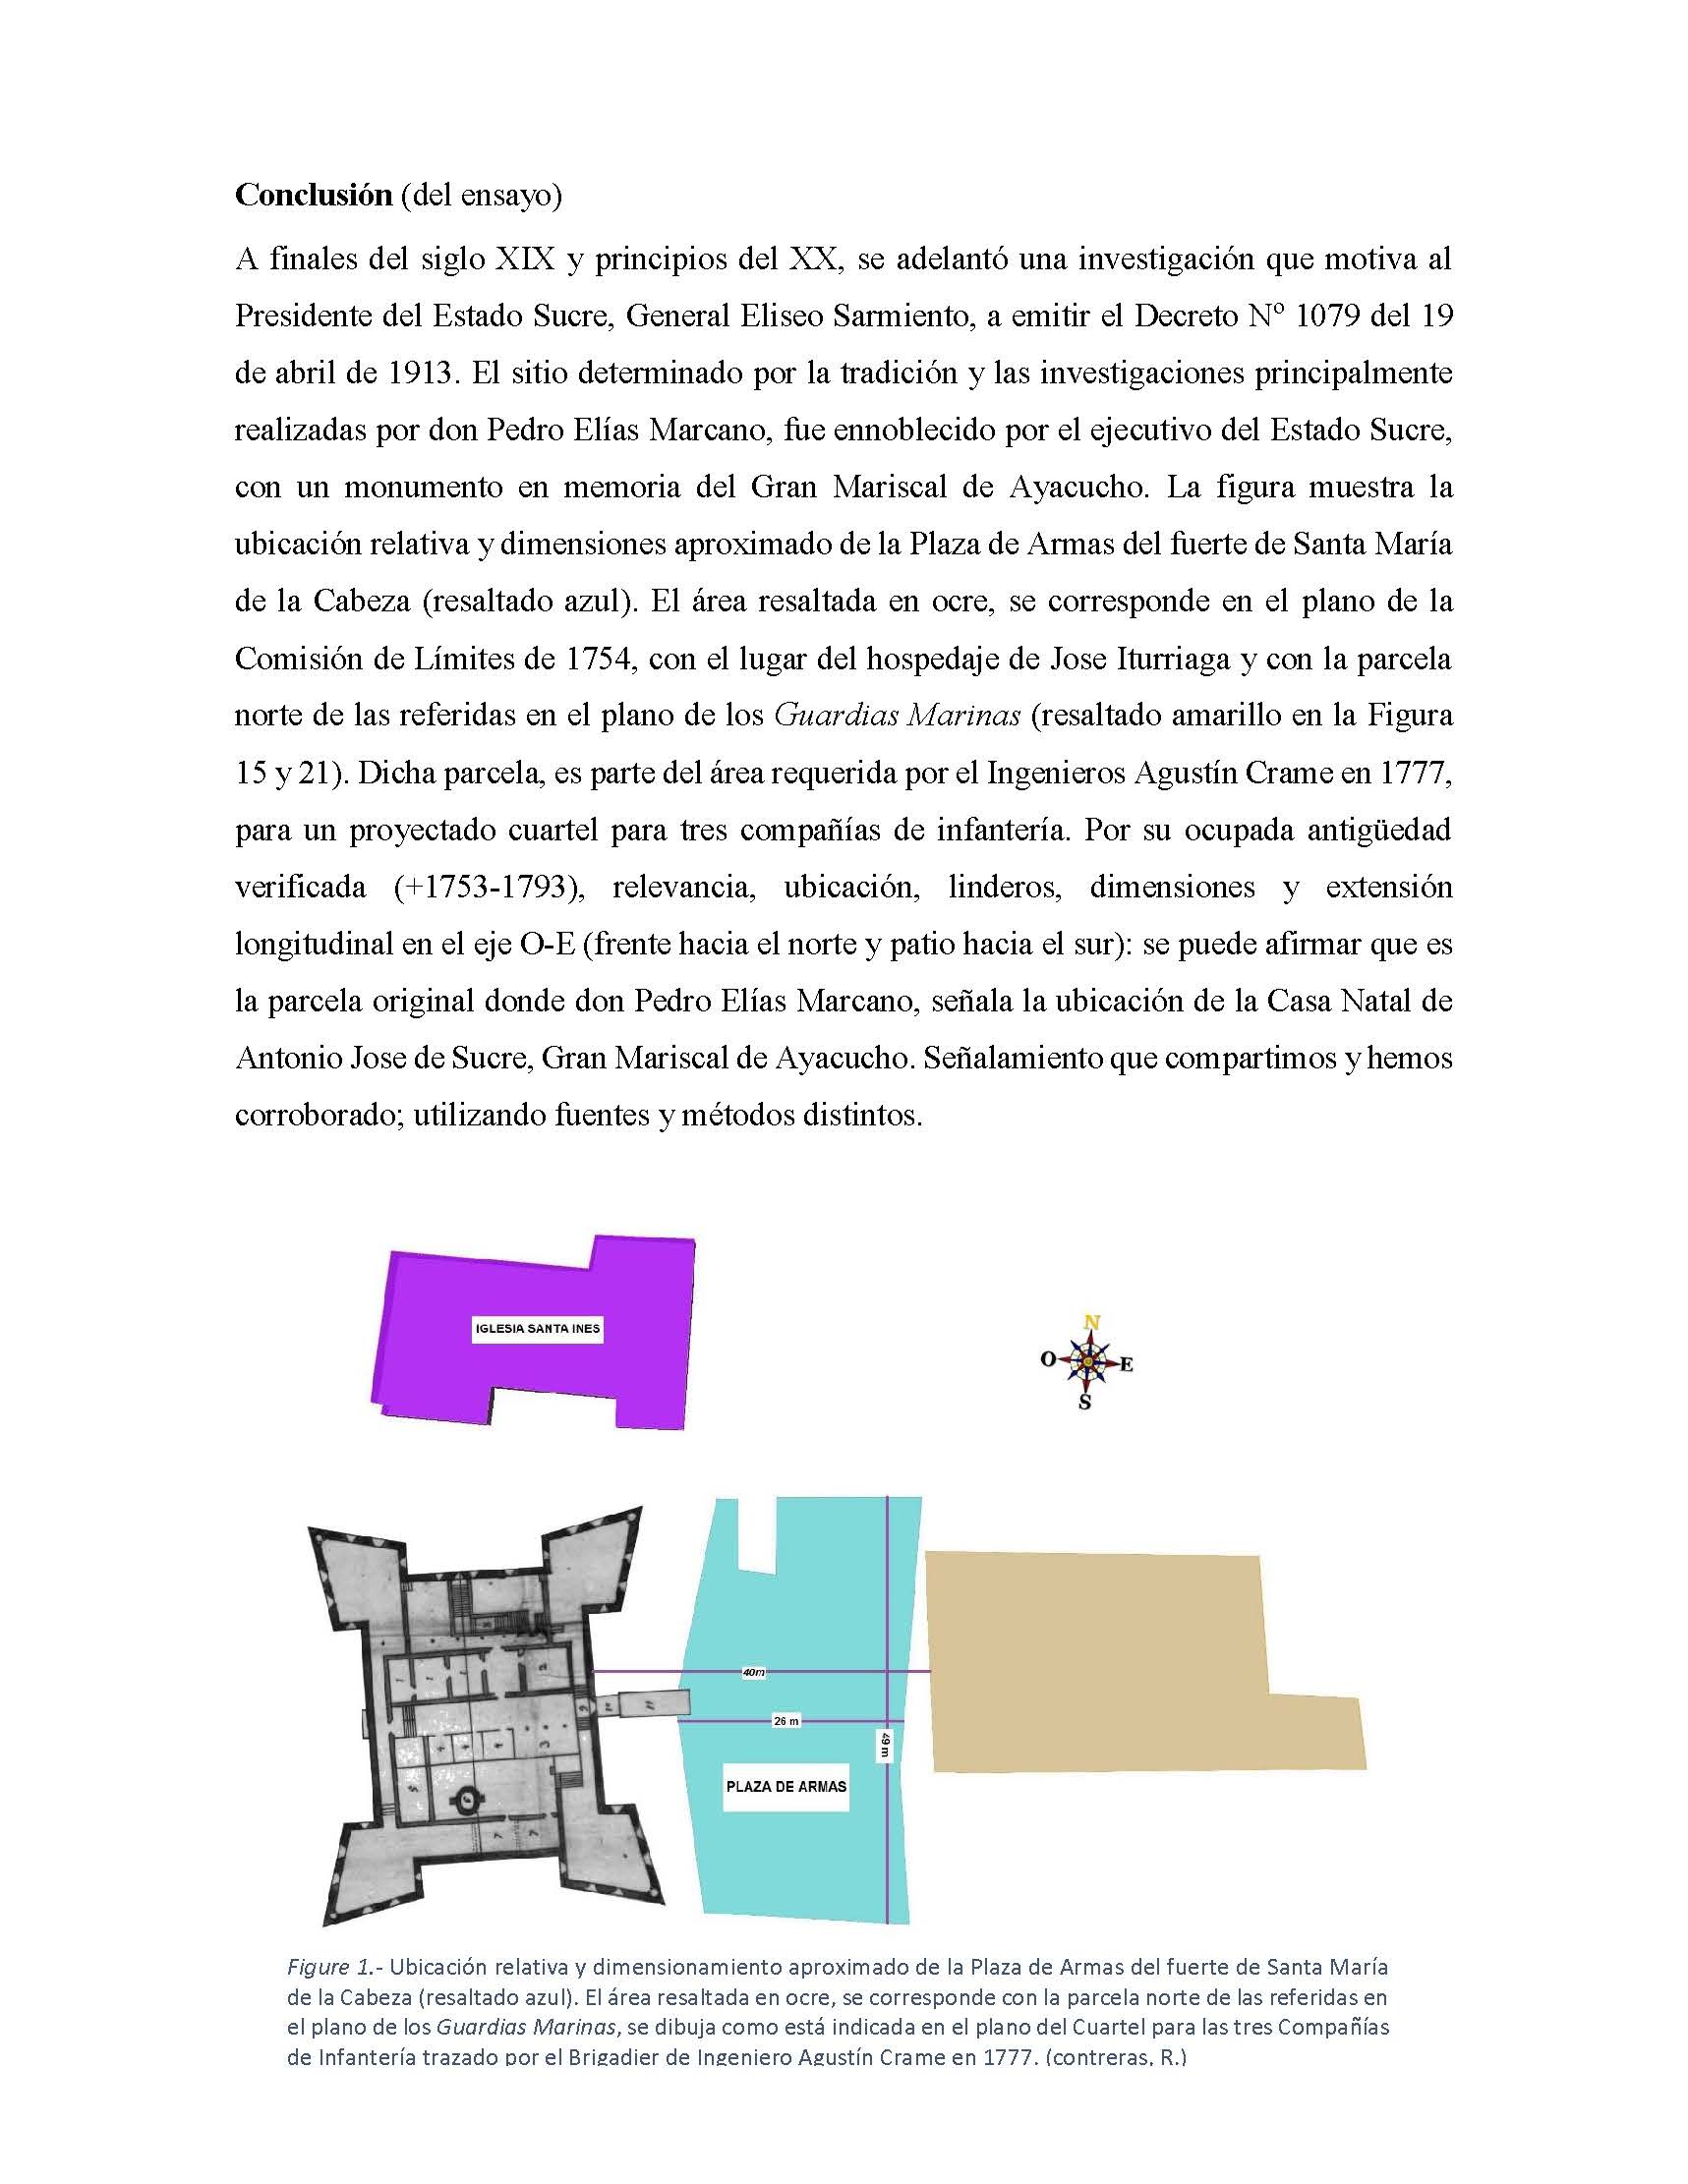 Conclusión (del ensayo)
A finales del siglo XIX y principios del XX, se adelantó una investigación que motiva al
Presidente del Estado Sucre, General Eliseo Sarmiento, a emitir el Decreto Nº 1079 del 19
de abril de 1913. El sitio determinado por la tradición y las investigaciones principalmente
realizadas por don Pedro Elías Marcano, fue ennoblecido por el ejecutivo del Estado Sucre,
con un monumento en memoria del Gran Mariscal de Ayacucho. La figura muestra la
ubicación relativa y dimensiones aproximado de la Plaza de Armas del fuerte de Santa María
de la Cabeza (resaltado azul). El área resaltada en ocre, se corresponde en el plano de la
Comisión de Límites de 1754, con el lugar del hospedaje de Jose Iturriaga y con la parcela
norte de las referidas en el plano de los Guardias Marinas (resaltado amarillo en la Figura
15 y 21). Dicha parcela, es parte del área requerida por el Ingenieros Agustín Crame en 1777,
para un proyectado cuartel para tres compañías de infantería. Por su ocupada antigüedad
verificada (+1753-1793), relevancia, ubicación, linderos, dimensiones y extensión
longitudinal en el eje O-E (frente hacia el norte y patio hacia el sur): se puede afirmar que es
la parcela original donde don Pedro Elías Marcano, señala la ubicación de la Casa Natal de
Antonio Jose de Sucre, Gran Mariscal de Ayacucho. Señalamiento que compartimos y hemos
corroborado; utilizando fuentes y métodos distintos.
IGLESIA SANTA INES
N
O
E
S
40m
26 m
49 m
PLAZA DE ARMAS
Figure 1.- Ubicación relativa y dimensionamiento aproximado de la Plaza de Armas del fuerte de Santa María
de la Cabeza (resaltado azul). El área resaltada en ocre, se corresponde con la parcela norte de las referidas en
el plano de los Guardias Marinas, se dibuja como está indicada en el plano del Cuartel para las tres Compañías
de Infantería trazado por el Brigadier de Ingeniero Agustín Crame en 1777. (contreras, R.)